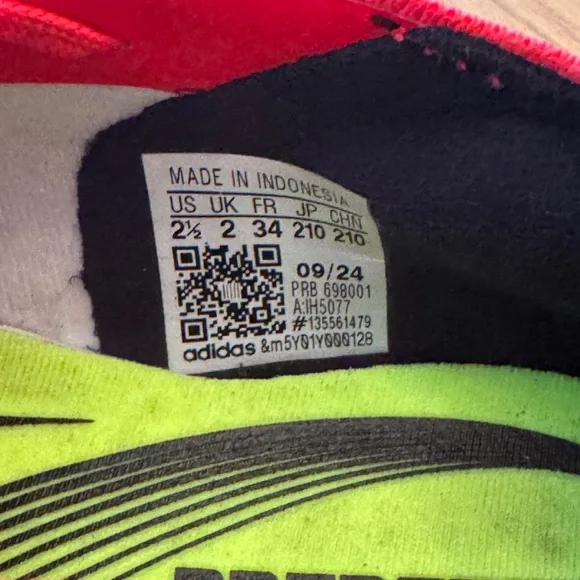 MADE IN INDONESIA
US UK FR JP CHN
2½ 2 34 210 210
09/24
PRB 698001
A:IH5077
#135561479
adidas &m5Y01Y000128